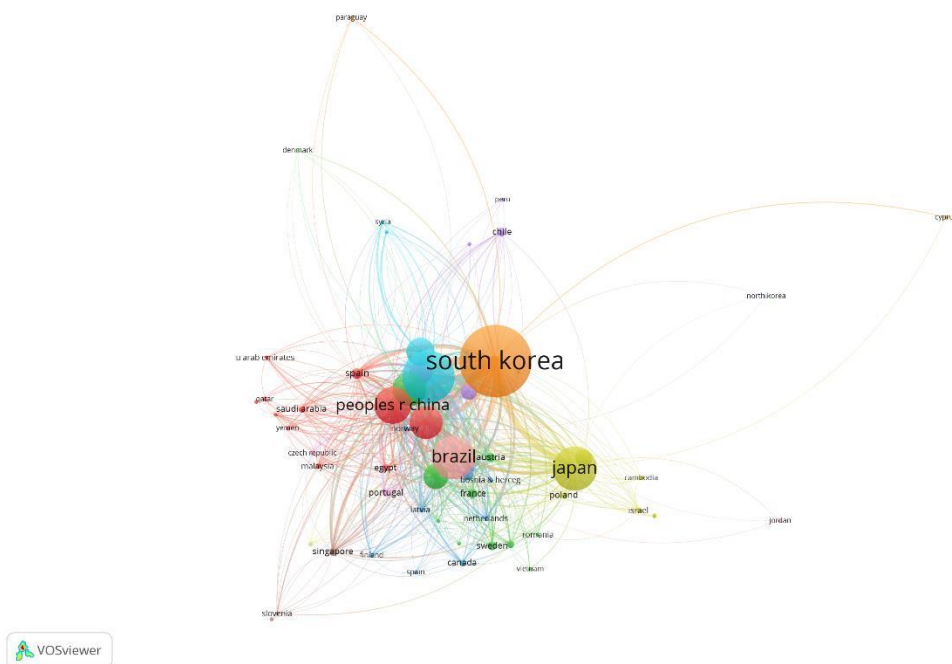 paraguay
denmark
peru
syria
chile
cyprus
northkorea
u arab emirates
south korea
spain
qatar
saudi arabia
peoples r china
yemen
norway
czech republic
malaysia
egypt
brazil
austria
japan
bosnia & herceg
cambodia
portugal
france
poland
latvia
netherlands
israel
jordan
romania
singapore
finland
sweden
canada
spain
vietnam
slovenia
VOSviewer